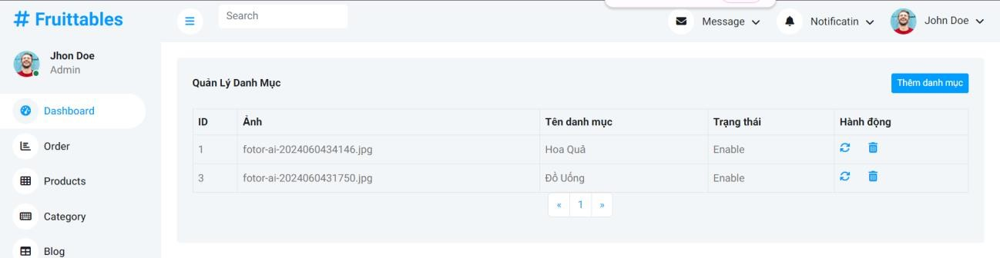 # Fruittables
Search
Message
Notificatin
John Doe
Jhon Doe
Admin
Dashboard
Order
Products
Category
Blog
Quản Lý Danh Mục
Thêm danh mục
ID Ảnh Tên danh mục Trạng thái Hành động
1 fotor-ai-2024060434146.jpg Hoa Quả Enable
3 fotor-ai-2024060431750.jpg Đồ Uống Enable
« 1 »